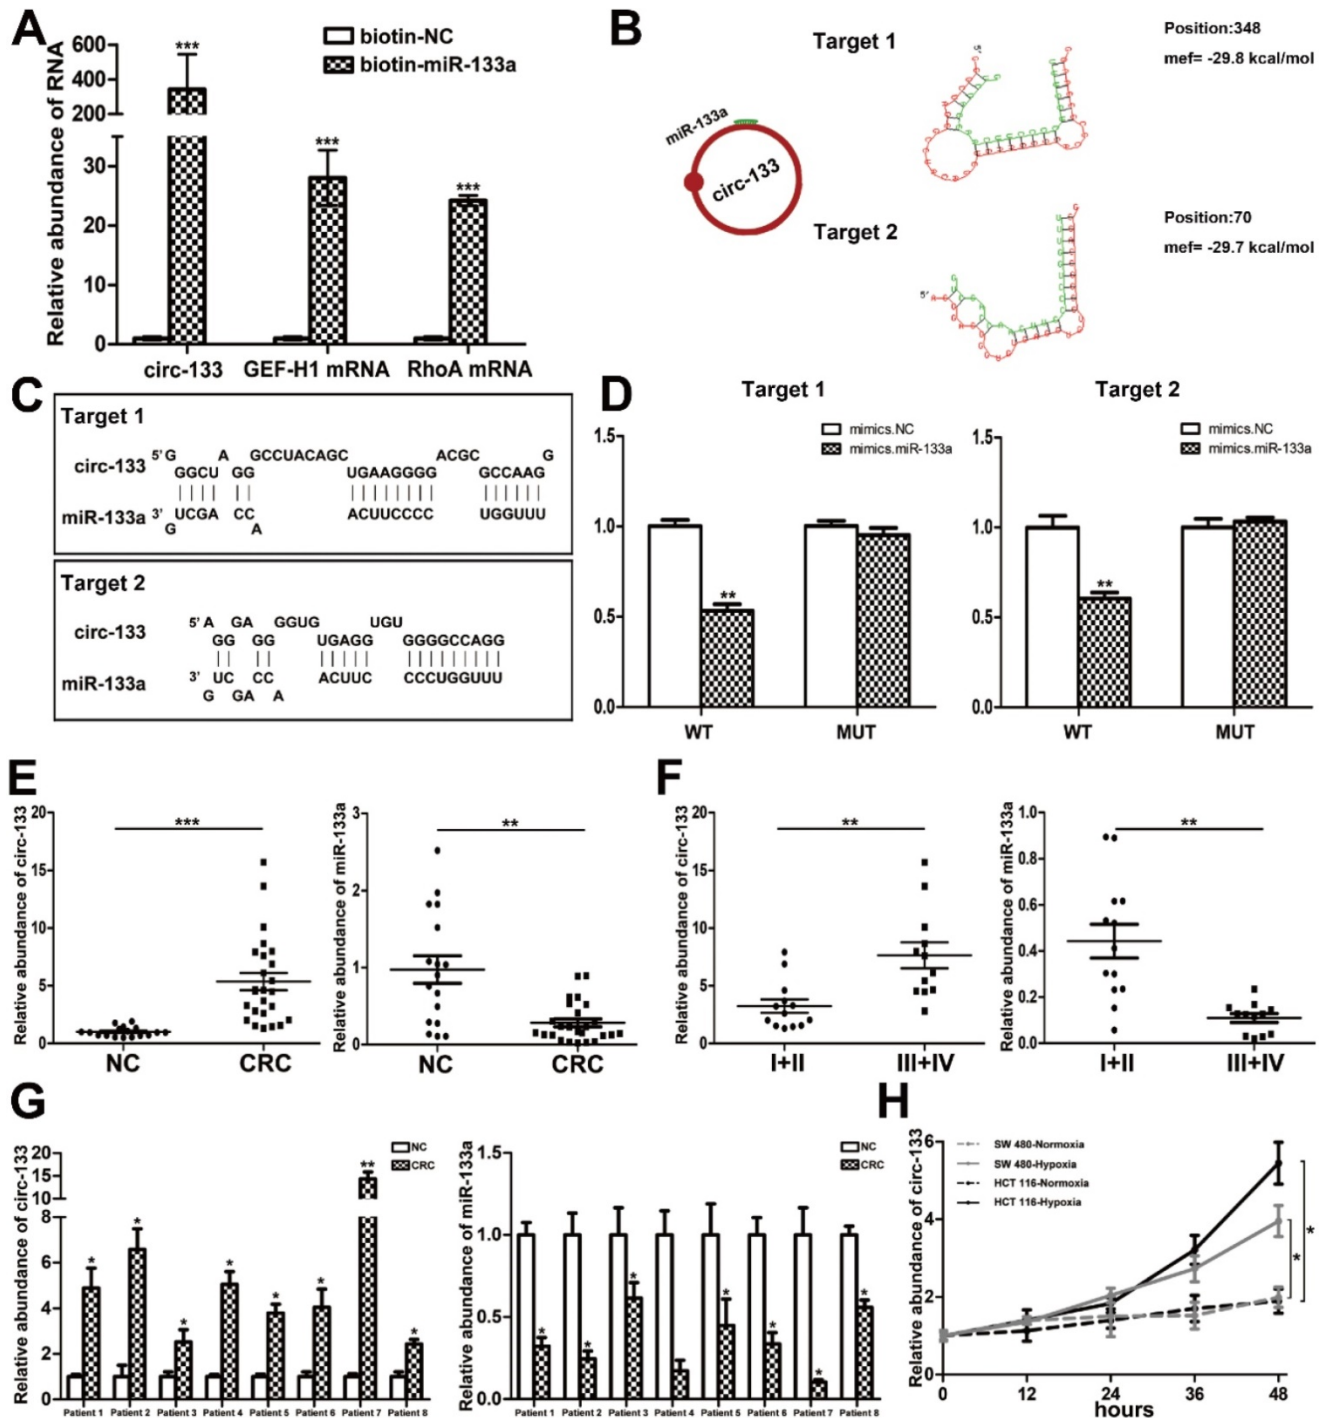 A
Relative abundance of RNA
600
400
200
30
20
10
0
***
***
***
biotin-NC
biotin-miR-133a
circ-133 GEF-H1 mRNA RhoA mRNA
B
Target 1
Position:348
mef= -29.8 kcal/mol
miR-133a
circ-133
5'
Target 2
Position:70
mef= -29.7 kcal/mol
5'
C
Target 1
5' G A GCCUACAGC ACGC G
circ-133
GGCU GG UGAAGGGG GCCAAG
miR-133a 3' UCGA CC ACUUCCCC UGGUUU
G A
Target 2
5' A GA GGUG UGU
circ-133
GG GG UGAGG GGGGCCAGG
miR-133a 3' UC CC ACUUC CCCUGGUUU
G GA A
D
Target 1
mimics.NC
mimics.miR-133a
1.5
1.0
0.5
0.0
**
WT MUT
Target 2
mimics.NC
mimics.miR-133a
1.5
1.0
0.5
0.0
**
WT MUT
E
Relative abundance of circ-133
20
15
10
5
0
***
NC CRC
Relative abundance of miR-133a
3
2
1
0
**
NC CRC
F
Relative abundance of circ-133
20
15
10
5
0
**
I+II III+IV
Relative abundance of miR-133a
1.0
0.8
0.6
0.4
0.2
0.0
**
I+II III+IV
G
Relative abundance of circ-133
20
15
10
8
6
4
2
0
NC
CRC
* * * * * * ** *
Patient 1 Patient 2 Patient 3 Patient 4 Patient 5 Patient 6 Patient 7 Patient 8
Relative abundance of miR-133a
1.5
1.0
0.5
0.0
NC
CRC
* * * * * * *
Patient 1 Patient 2 Patient 3 Patient 4 Patient 5 Patient 6 Patient 7 Patient 8
H
Relative abundance of circ-133
6
4
2
0
SW 480-Normoxia
SW 480-Hypoxia
HCT 116-Normoxia
HCT 116-Hypoxia
*
*
0 12 24 36 48
hours